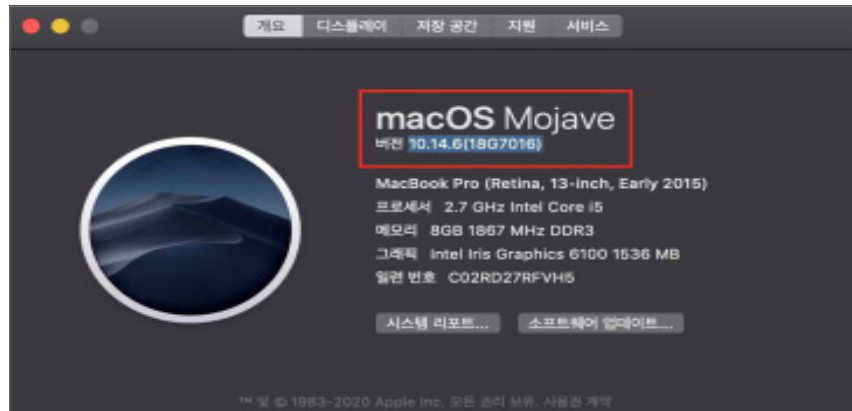 개요 디스플레이 저장 공간 지원 서비스
macOS Mojave
버전 10.14.6(18G7016)
MacBook Pro (Retina, 13-inch, Early 2015)
프로세서 2.7 GHz Intel Core i5
메모리 8GB 1867 MHz DDR3
그래픽 Intel Iris Graphics 6100 1536 MB
일련 번호 C02RD27RFVH5
시스템 리포트... 소프트웨어 업데이트...
™ 및 © 1983-2020 Apple Inc. 모든 권리 보유. 사용권 계약